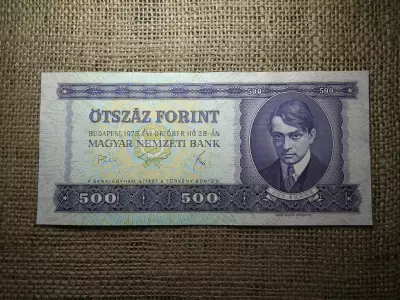 500 500
ÖTSZÁZ FORINT
BUDAPEST, 1975. ÉVI OKTÓBER HÓ 28-ÁN
MAGYAR NEMZETI BANK
A BANKJEGYHAMISÍTÁST A TÖRVÉNY BÜNTETI
500 500